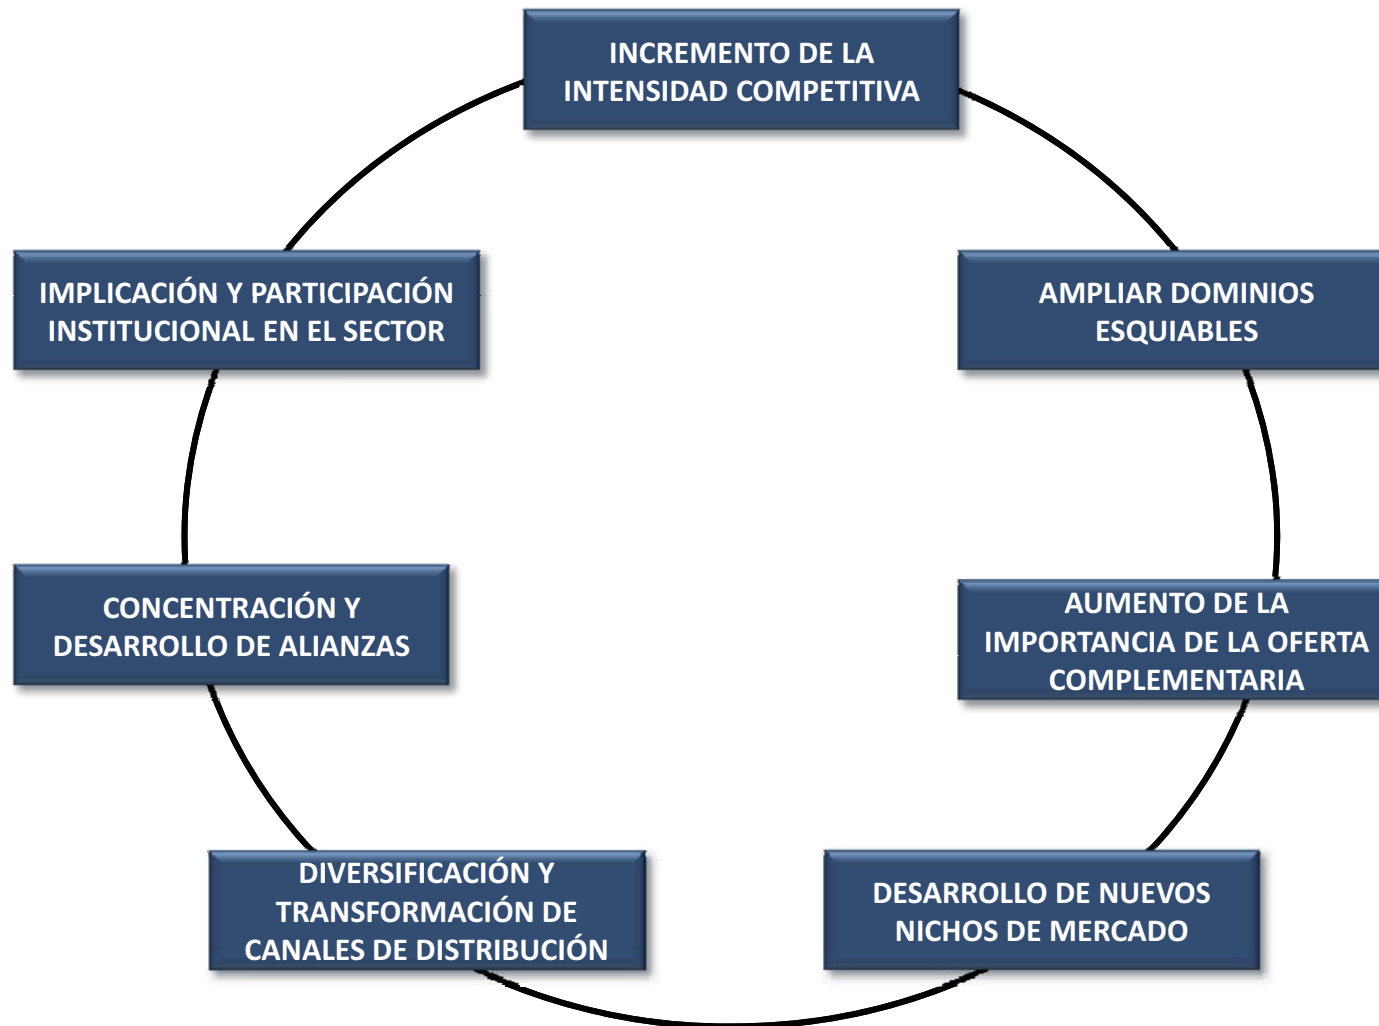 INCREMENTO DE LA
INTENSIDAD COMPETITIVA
IMPLICACIÓN Y PARTICIPACIÓN
INSTITUCIONAL EN EL SECTOR
AMPLIAR DOMINIOS
ESQUIABLES
CONCENTRACIÓN Y
DESARROLLO DE ALIANZAS
AUMENTO DE LA
IMPORTANCIA DE LA OFERTA
COMPLEMENTARIA
DIVERSIFICACIÓN Y
TRANSFORMACIÓN DE
CANALES DE DISTRIBUCIÓN
DESARROLLO DE NUEVOS
NICHOS DE MERCADO